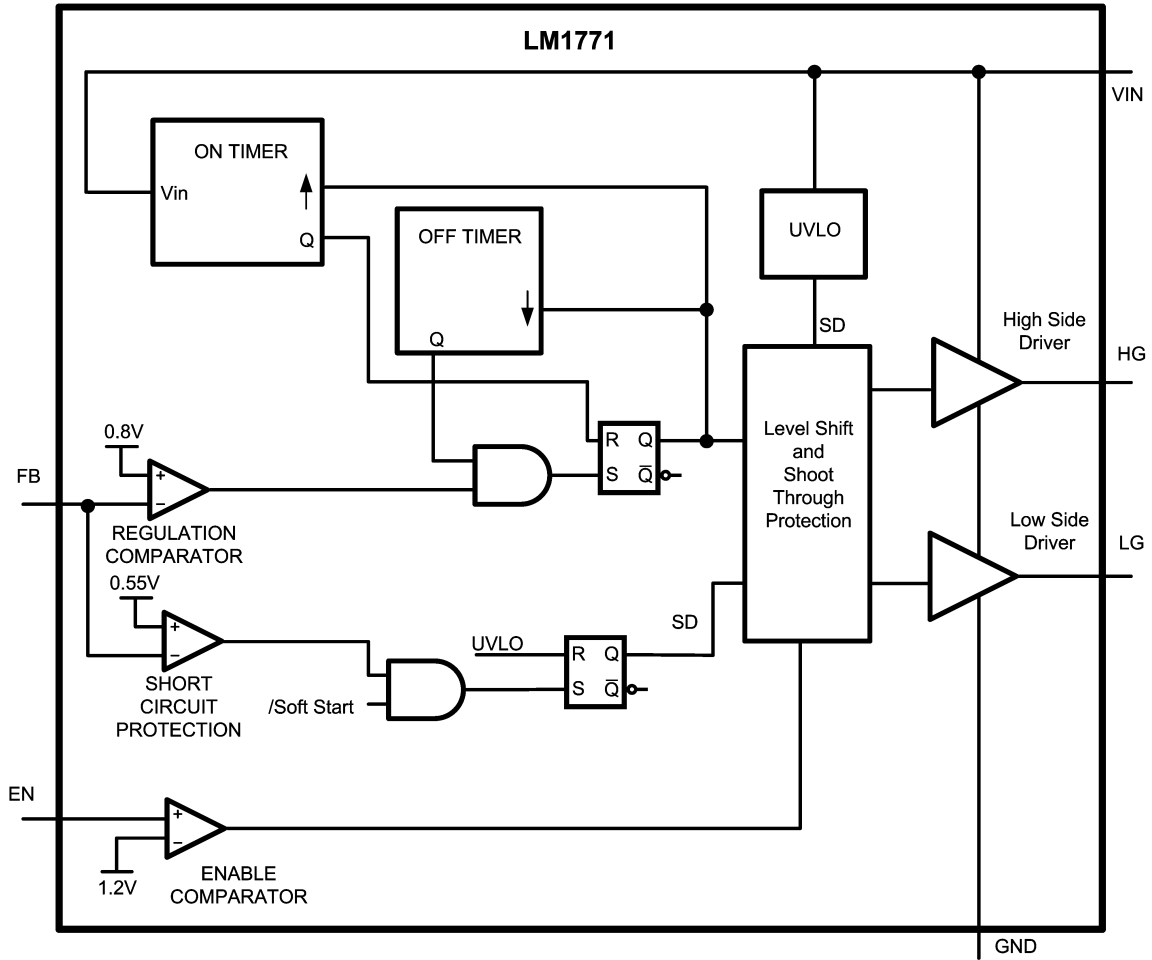 LM1771
VIN
ON TIMER
Vin
Q
OFF TIMER
Q
UVLO
SD
High Side
Driver
HG
0.8V
FB
+
−
REGULATION
COMPARATOR
R Q
S Q̅
Level Shift
and
Shoot
Through
Protection
Low Side
Driver
LG
0.55V
+
−
SHORT
CIRCUIT
PROTECTION
/Soft Start
UVLO
R Q
S Q̅
SD
EN
+
−
1.2V
ENABLE
COMPARATOR
GND